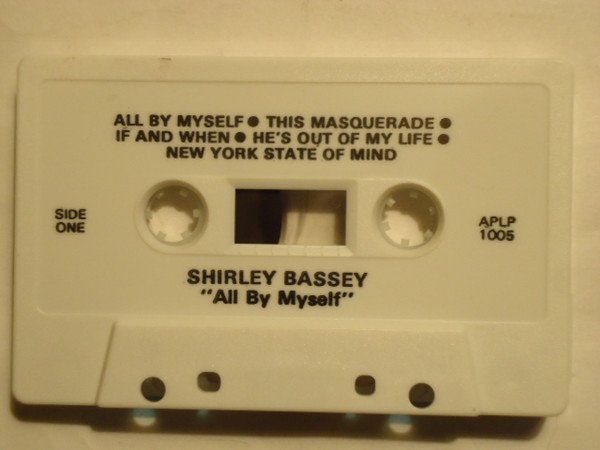 ALL BY MYSELF● THIS MASQUERADE●
IF AND WHEN● HE'S OUT OF MY LIFE●
NEW YORK STATE OF MIND
SIDE
ONE
APLP
1005
SHIRLEY BASSEY
"All By Myself"